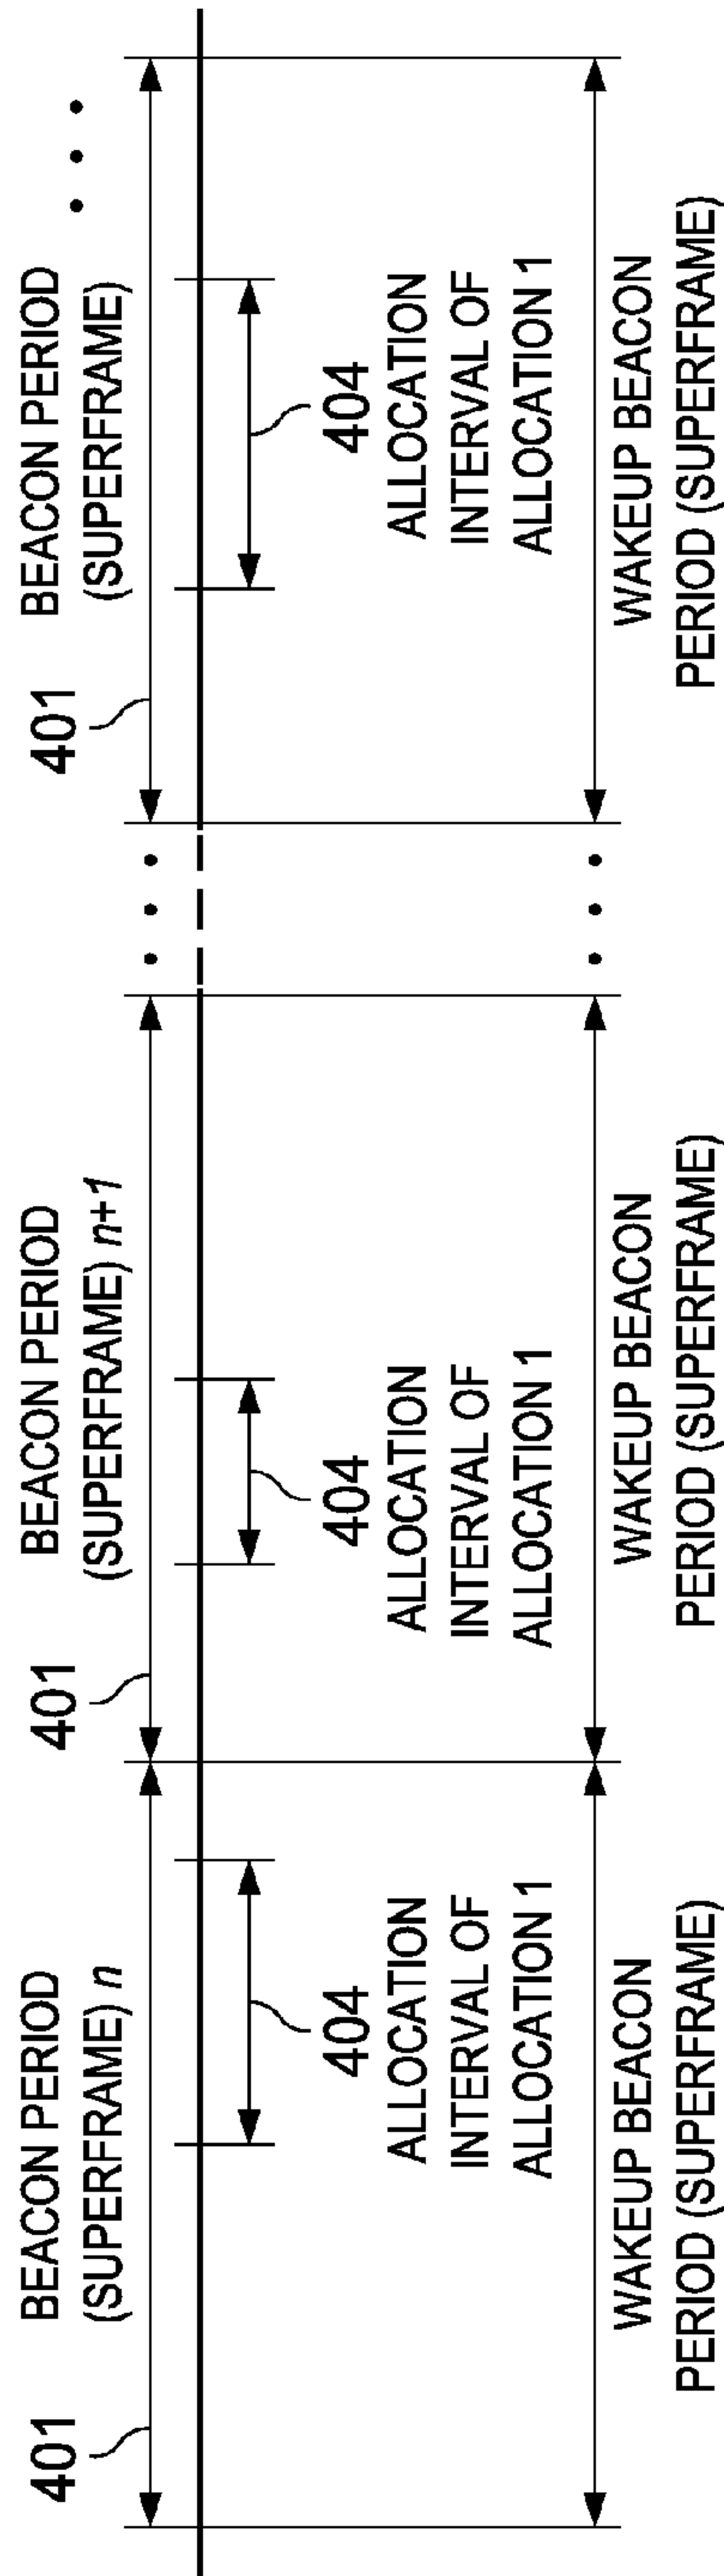 401
BEACON PERIOD
(SUPERFRAME) n
404
ALLOCATION
INTERVAL OF
ALLOCATION 1
WAKEUP BEACON
PERIOD (SUPERFRAME)
401
BEACON PERIOD
(SUPERFRAME) n+1
404
ALLOCATION
INTERVAL OF
ALLOCATION 1
WAKEUP BEACON
PERIOD (SUPERFRAME)
401
BEACON PERIOD
(SUPERFRAME)
404
ALLOCATION
INTERVAL OF
ALLOCATION 1
WAKEUP BEACON
PERIOD (SUPERFRAME)